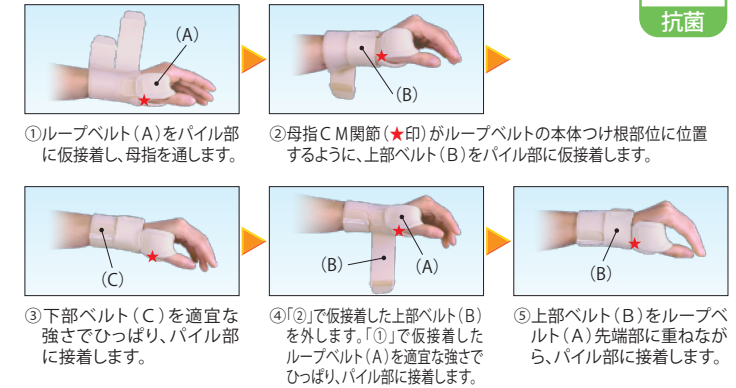 抗菌
(A)
(B)
①ループベルト(A)をパイル部
に仮接着し、母指を通します。
②母指CM関節(★印)がループベルトの本体つけ根部位に位置
するように、上部ベルト(B)をパイル部に仮接着します。
(C)
(B)
(A)
(B)
③下部ベルト(C)を適宜な
強さでひっぱり、パイル部
に接着します。
④「②」で仮接着した上部ベルト(B)
を外します。「①」で仮接着した
ループベルト(A)を適宜な強さで
ひっぱり、パイル部に接着します。
⑤上部ベルト(B)をループベ
ルト(A)先端部に重ねなが
ら、パイル部に接着します。